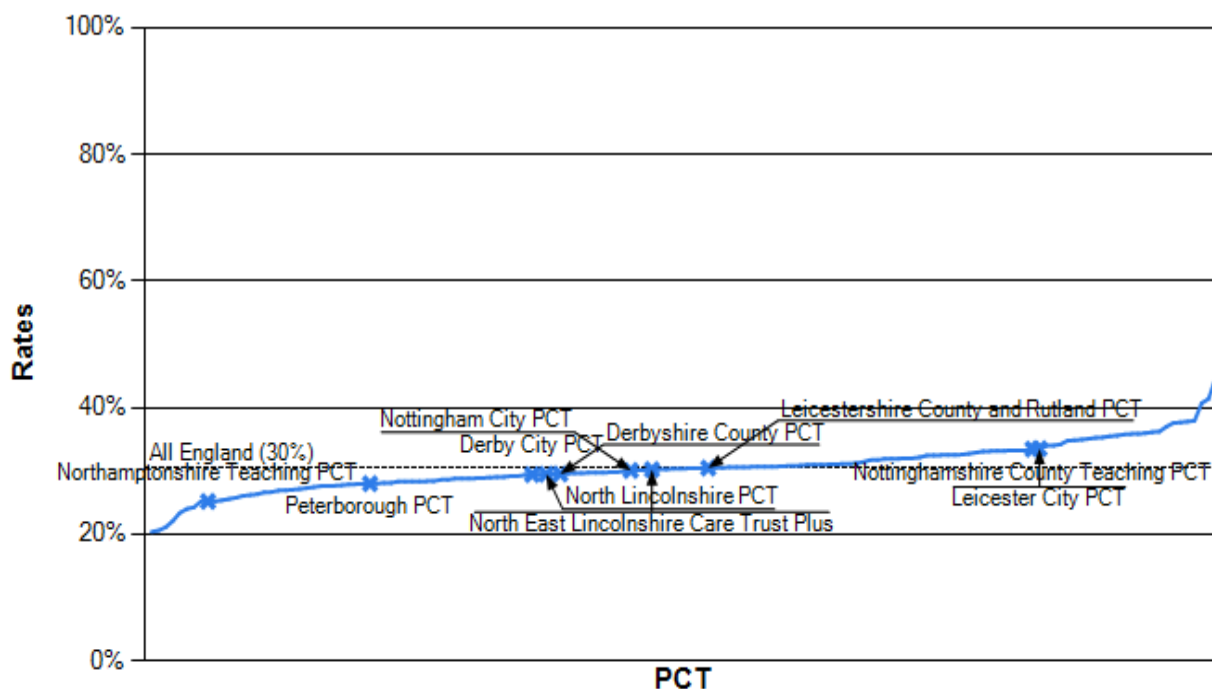 100%
80%
60%
40%
20%
0%
Rates
Nottingham City PCT
Leicestershire County and Rutland PCT
Derby City PCT
Derbyshire County PCT
All England (30%)
Northamptonshire Teaching PCT
Nottinghamshire County Teaching PCT
Peterborough PCT
North Lincolnshire PCT
Leicester City PCT
North East Lincolnshire Care Trust Plus
PCT